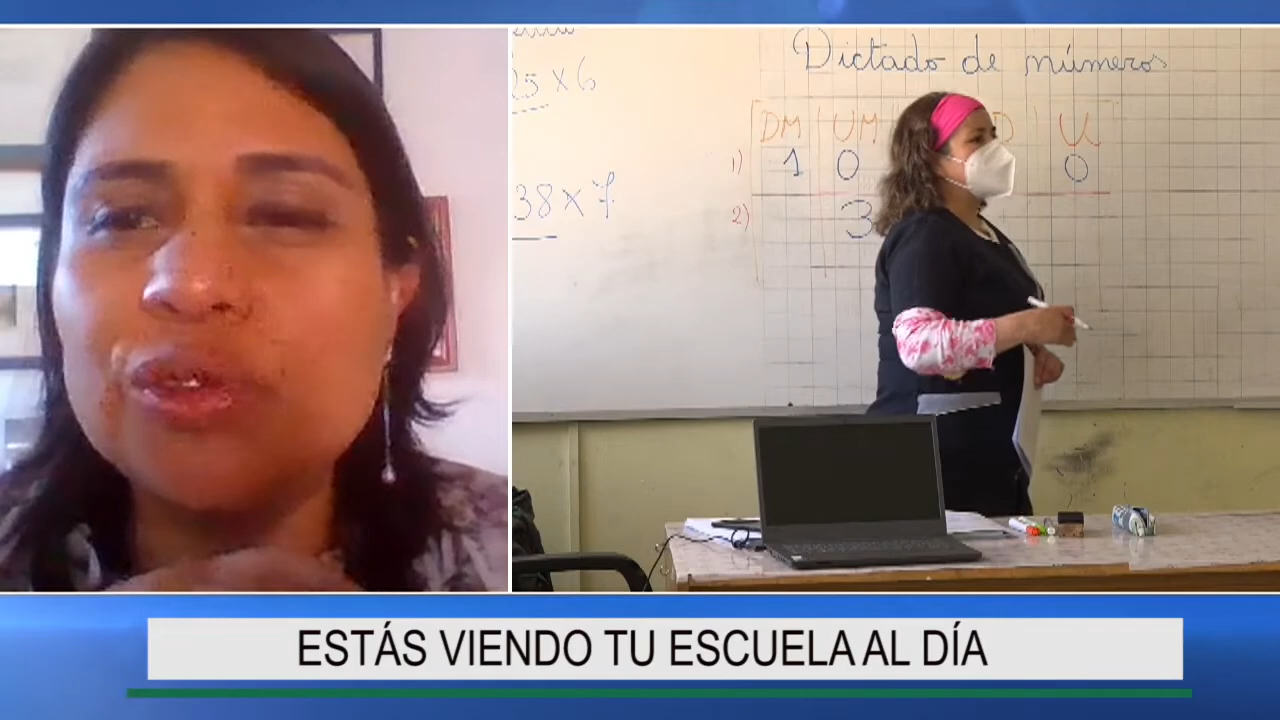 25 x 6
38 x 7
Dictado de números
DM UM D U
1) 1 0 0
2) 3
ESTÁS VIENDO TU ESCUELA AL DÍA